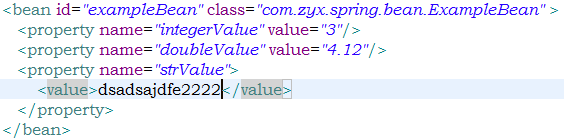 <bean id="exampleBean" class="com.zyx.spring.bean.ExampleBean" >
<property name="integerValue" value="3"/>
<property name="doubleValue" value="4.12"/>
<property name="strValue">
<value>dsadsajdfe2222</value>
</property>
</bean>